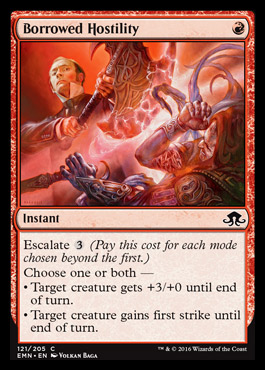 Borrowed Hostility
Instant
Escalate 3 (Pay this cost for each mode
chosen beyond the first.)
Choose one or both —
• Target creature gets +3/+0 until end
of turn.
• Target creature gains first strike until
end of turn.
121/205 C
EMN • EN VOLKAN BAGA
™ & © 2016 Wizards of the Coast